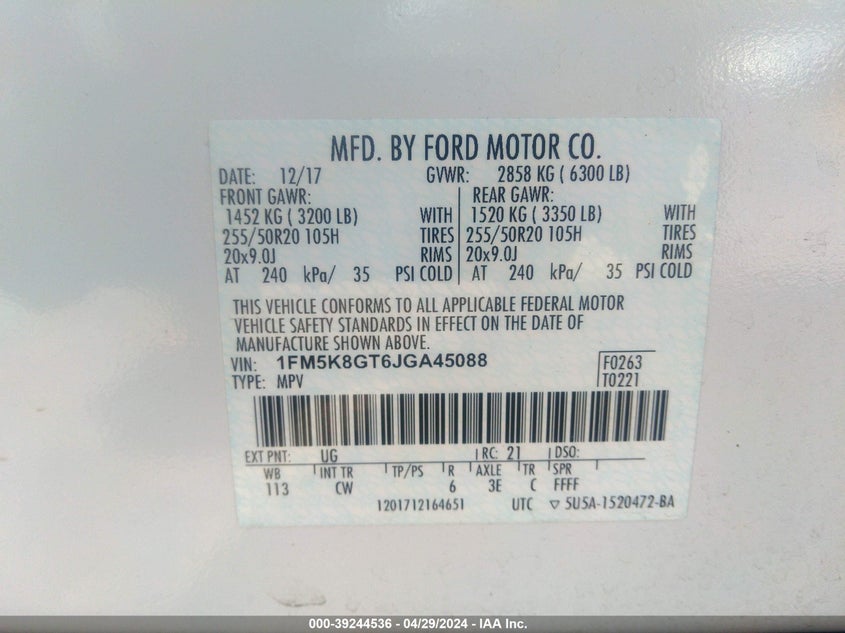 MFD. BY FORD MOTOR CO.
DATE: 12/17 GVWR: 2858 KG ( 6300 LB)
FRONT GAWR: REAR GAWR:
1452 KG ( 3200 LB) WITH 1520 KG ( 3350 LB) WITH
255/50R20 105H TIRES 255/50R20 105H TIRES
20x9.0J RIMS 20x9.0J RIMS
AT 240 kPa/ 35 PSI COLD AT 240 kPa/ 35 PSI COLD
THIS VEHICLE CONFORMS TO ALL APPLICABLE FEDERAL MOTOR
VEHICLE SAFETY STANDARDS IN EFFECT ON THE DATE OF
MANUFACTURE SHOWN ABOVE.
VIN: 1FM5K8GT6JGA45088 F0263
TYPE: MPV T0221
EXT PNT: UG RC: 21 DSO:
WB INT TR TP/PS R AXLE TR SPR
113 CW 6 3E C FFFF
1201712164651 UTC ▽ 5U5A-1520472-BA
000-39244536 - 04/29/2024 - IAA Inc.